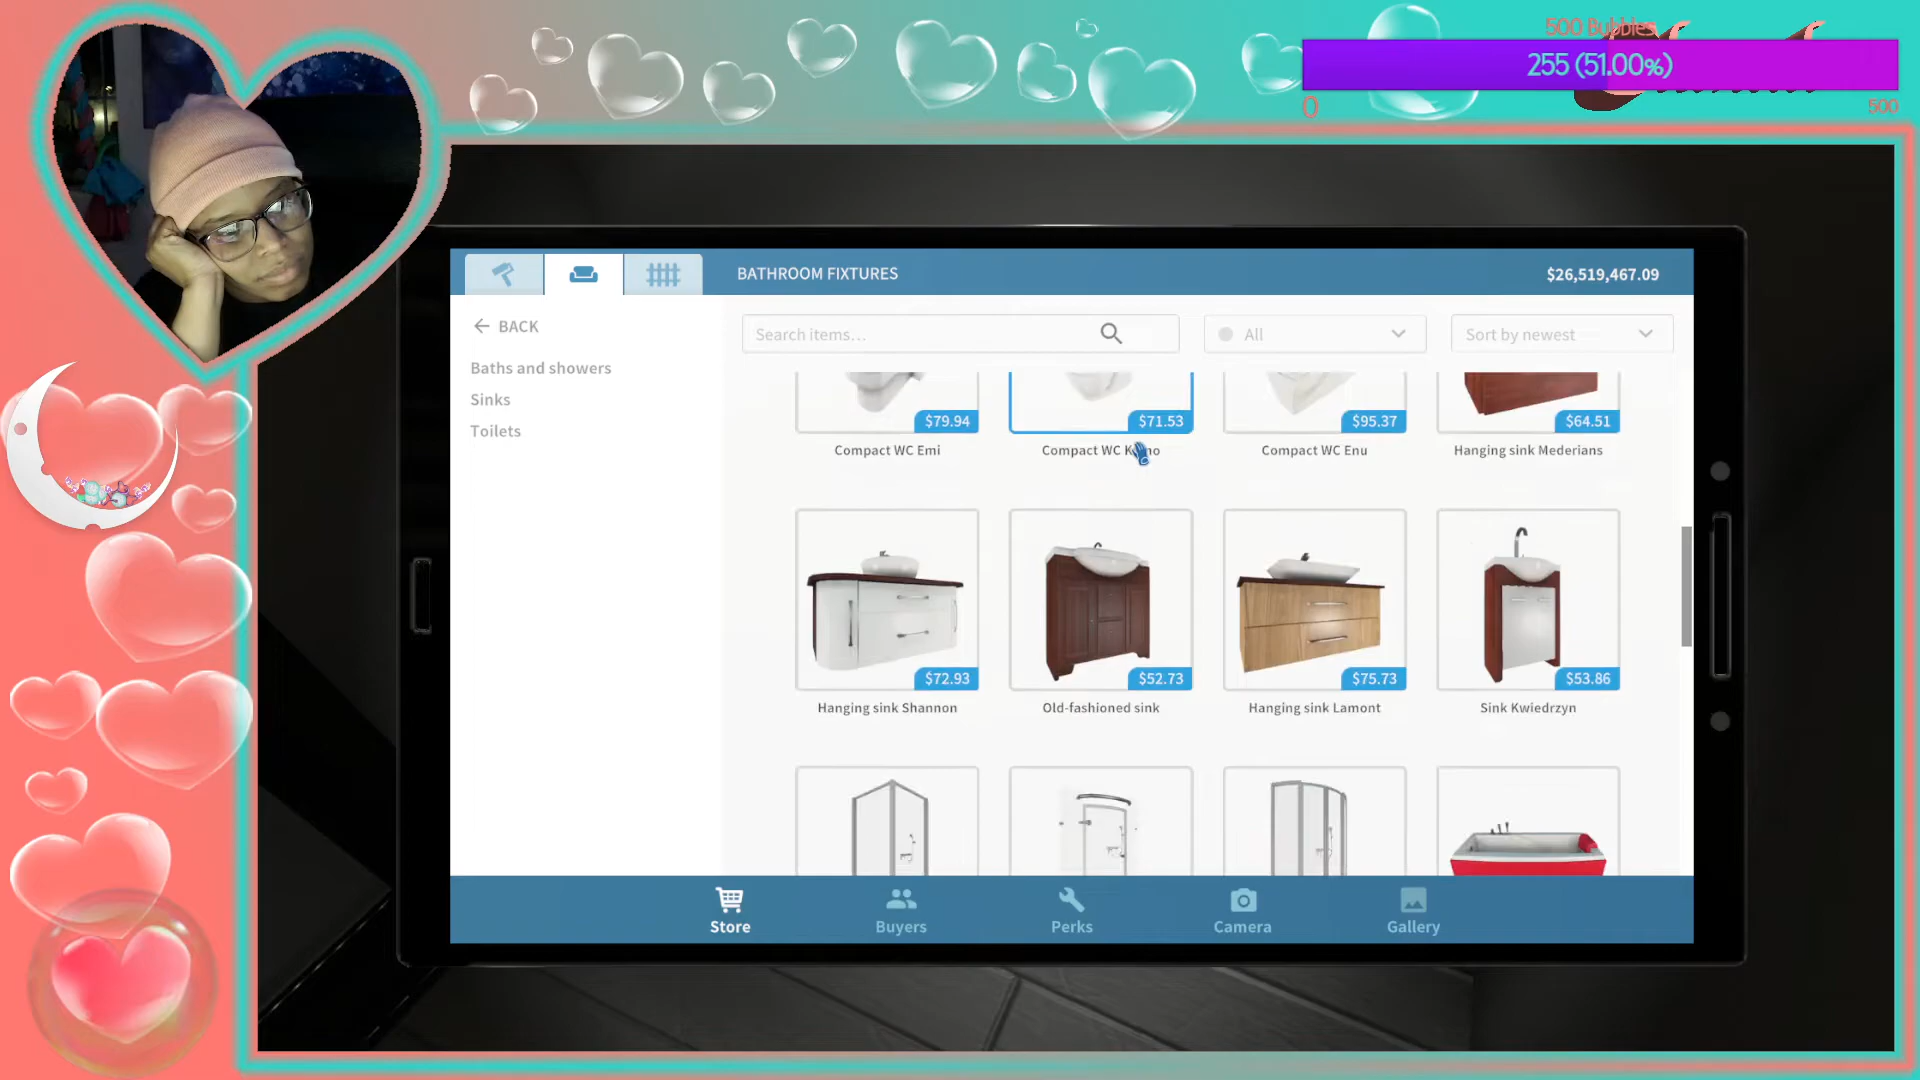 500 Bubbles
255 (51.00%)
0
500
BATHROOM FIXTURES
$26,519,467.09
BACK
Baths and showers
Sinks
Toilets
Search items...
All
Sort by newest
$79.94
$71.53
$95.37
$64.51
Compact WC Emi
Compact WC
Compact WC Enu
Hanging sink Mederians
$72.93
$52.73
$75.73
$53.86
Hanging sink Shannon
Old-fashioned sink
Hanging sink Lamont
Sink Kwiedrzyn
Store
Buyers
Perks
Camera
Gallery